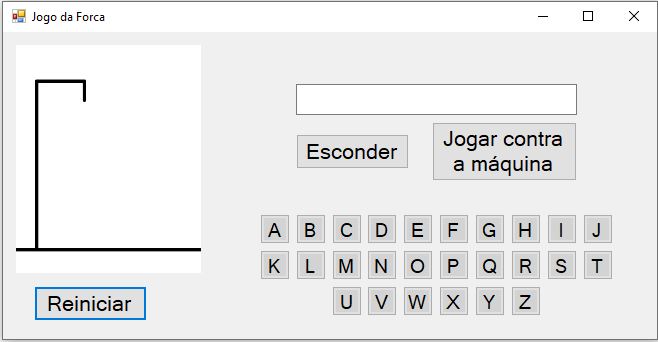 Jogo da Forca
Esconder
Jogar contra
a máquina
A B C D E F G H I J
K L M N O P Q R S T
U V W X Y Z
Reiniciar